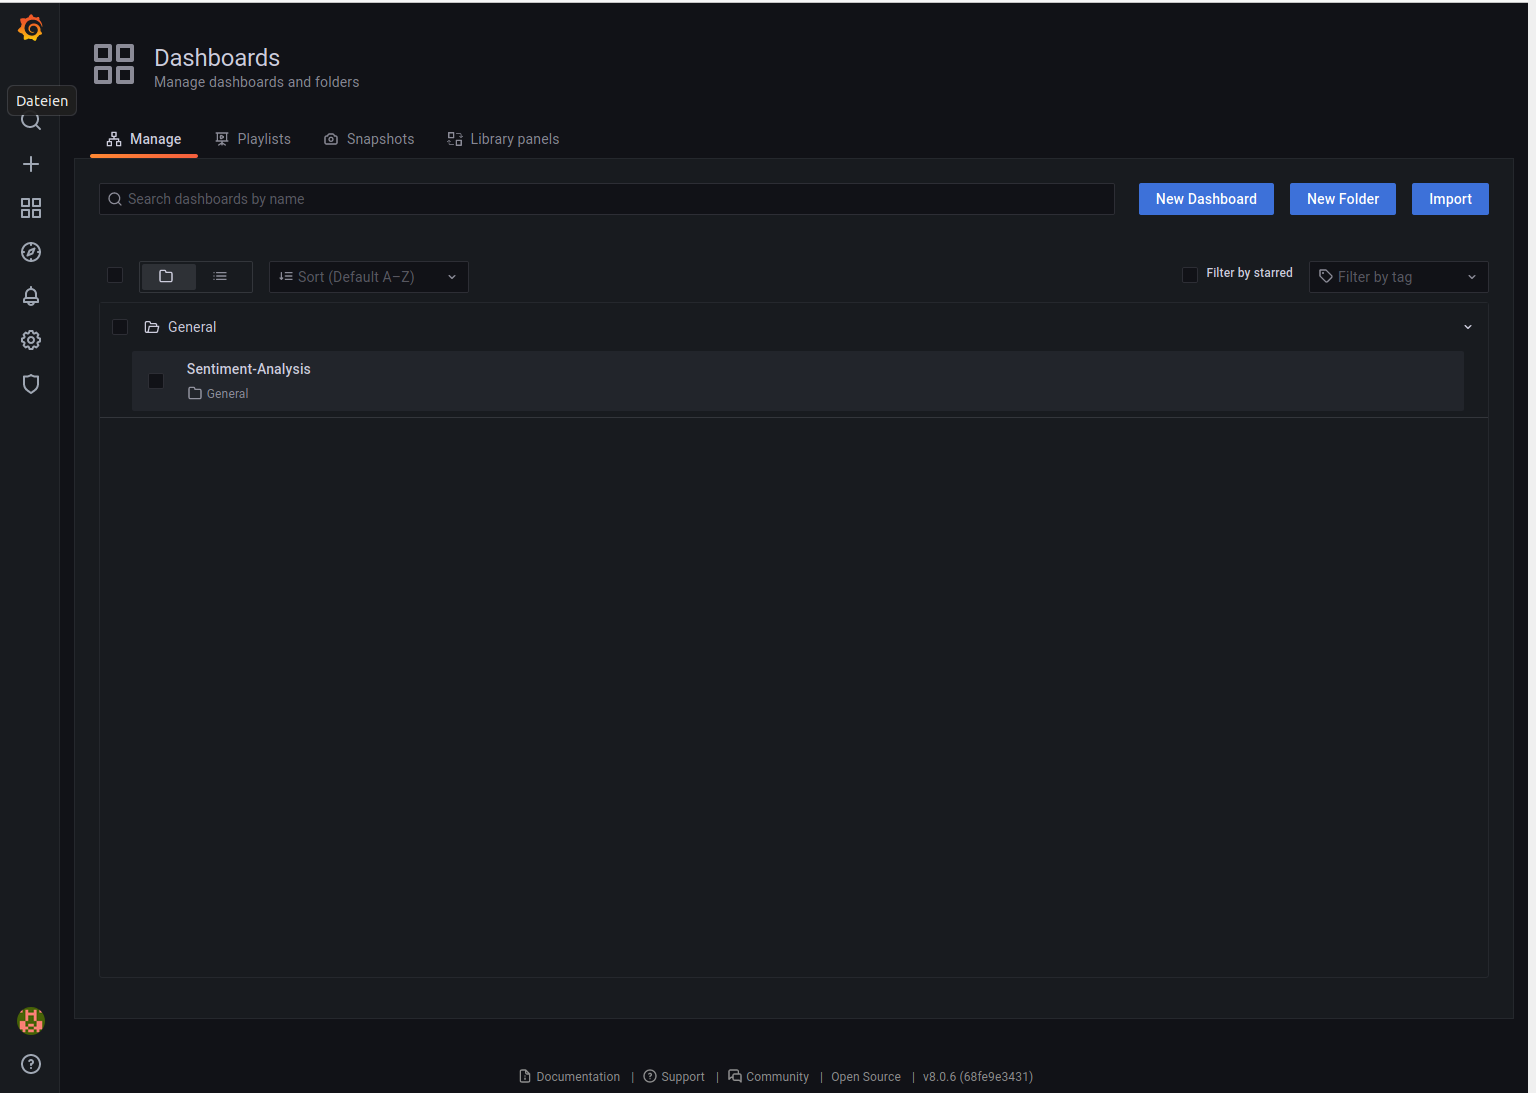 Dashboards
Manage dashboards and folders
Dateien
Manage Playlists Snapshots Library panels
Search dashboards by name New Dashboard New Folder Import
Sort (Default A–Z) Filter by starred Filter by tag
General
Sentiment-Analysis
General
Documentation | Support | Community | Open Source | v8.0.6 (68fe9e3431)